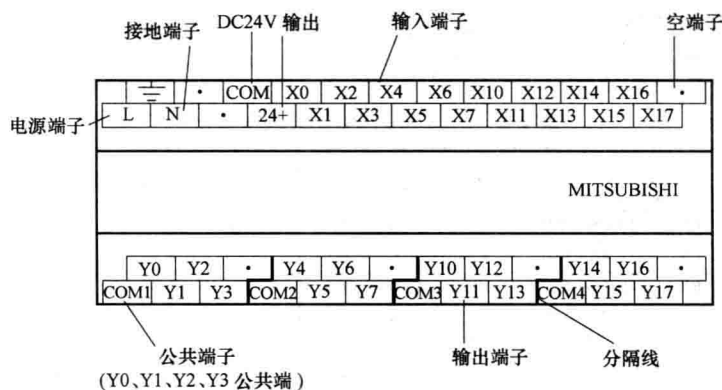 DC24V 输出
接地端子
输入端子
空端子
• COM X0 X2 X4 X6 X10 X12 X14 X16 •
电源端子
L N • 24+ X1 X3 X5 X7 X11 X13 X15 X17
MITSUBISHI
Y0 Y2 • Y4 Y6 • Y10 Y12 • Y14 Y16 •
COM1 Y1 Y3 COM2 Y5 Y7 COM3 Y11 Y13 COM4 Y15 Y17
公共端子
(Y0、Y1、Y2、Y3 公共端)
输出端子
分隔线